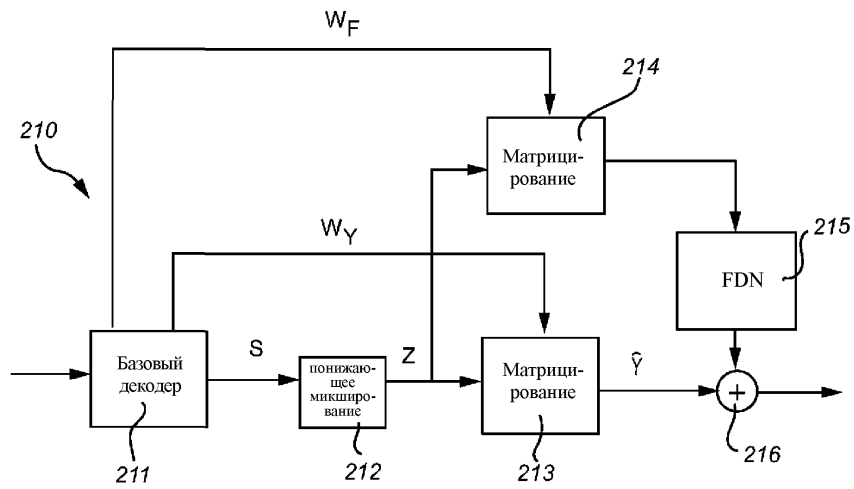 W_F
214
210
Матрици-
рование
W_Y
215
FDN
Базовый
декодер
S
понижаю-
щее
микширо-
вание
Z
Матрици-
рование
Ŷ
+
211
212
213
216